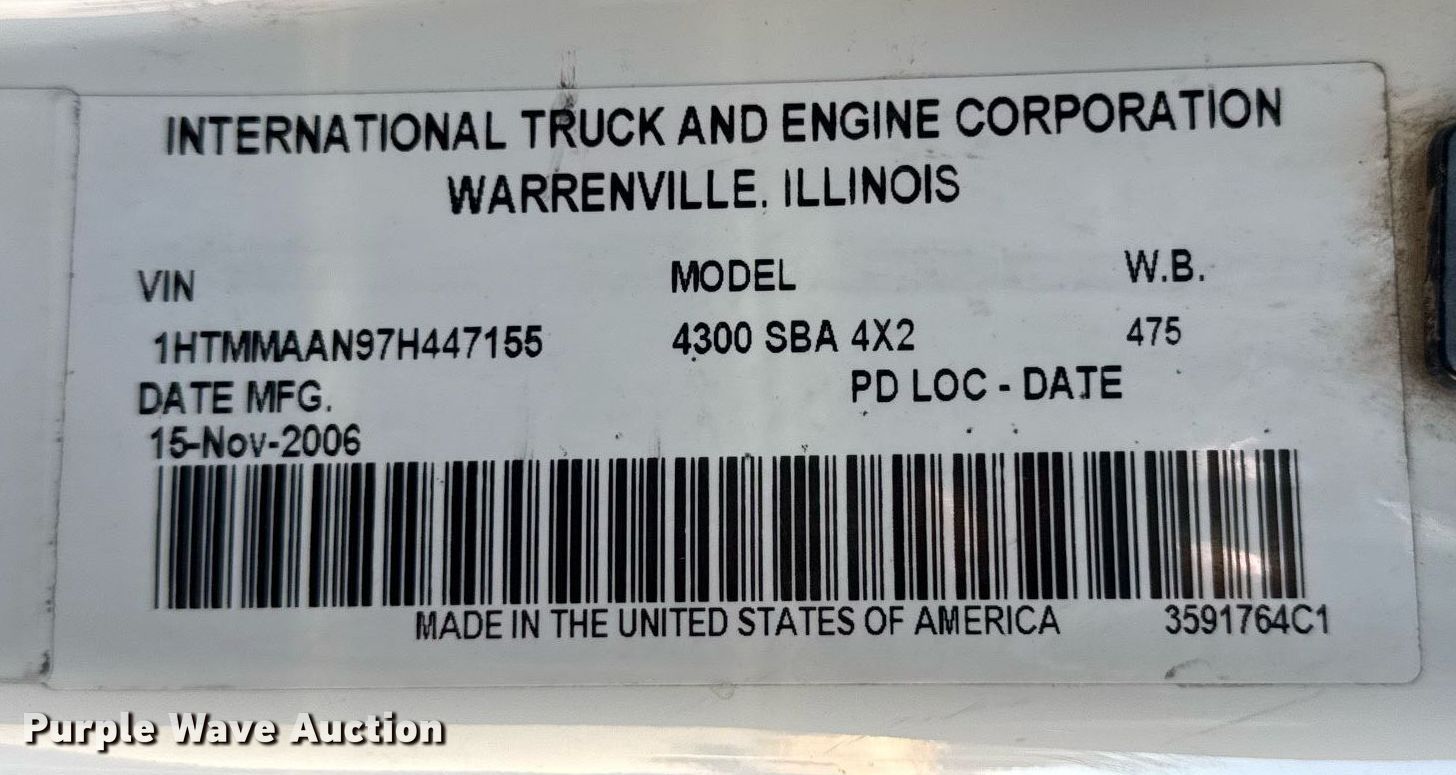 INTERNATIONAL TRUCK AND ENGINE CORPORATION
WARRENVILLE, ILLINOIS
VIN MODEL W.B.
1HTMMAAN97H447155 4300 SBA 4X2 475
DATE MFG. PD LOC - DATE
15-Nov-2006
MADE IN THE UNITED STATES OF AMERICA 3591764C1
Purple Wave Auction